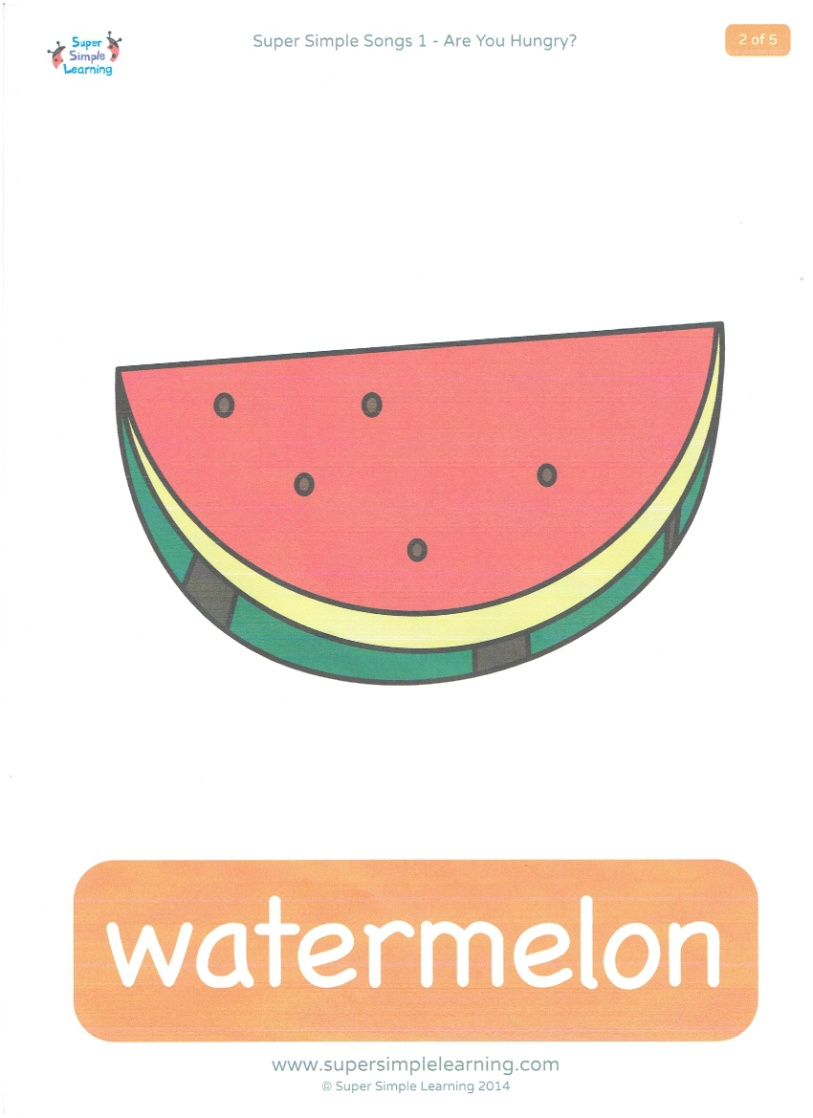 Super
Simple
Learning
Super Simple Songs 1 - Are You Hungry?
2 of 5
watermelon
www.supersimplelearning.com
© Super Simple Learning 2014